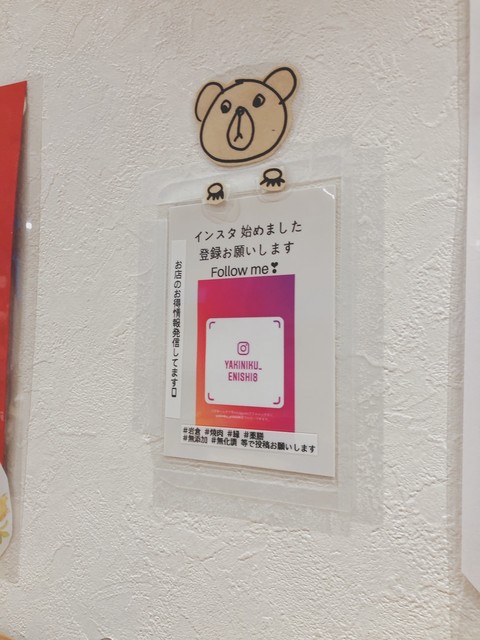 インスタ 始めました
登録お願いします
Follow me❣
お店のお得情報発信してます□
YAKINIKU_
ENISHI8
#岩倉 #焼肉 #縁 #薬膳
#無添加 #無化調 等で投稿お願いします